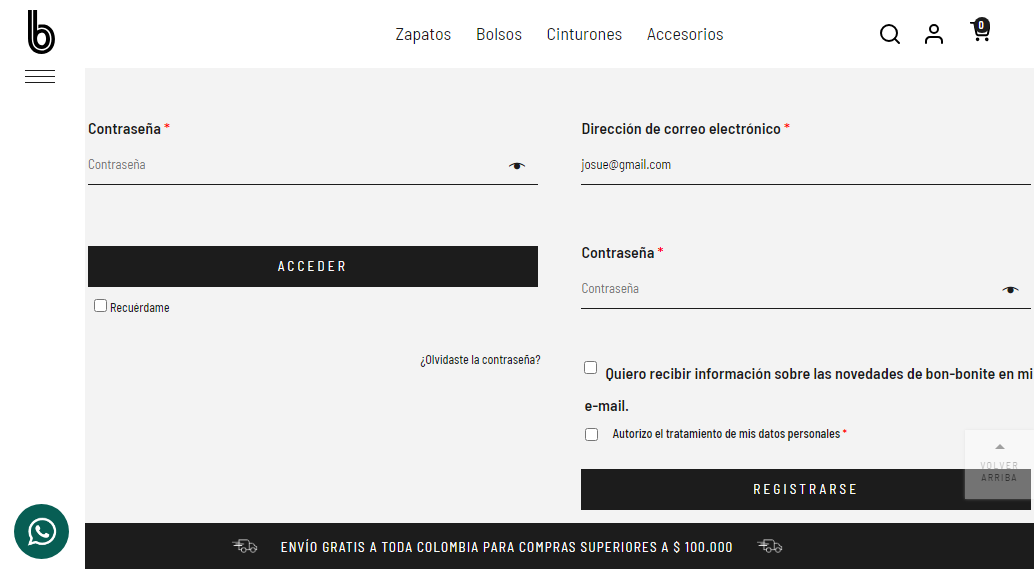 b
Zapatos Bolsos Cinturones Accesorios
0
Contraseña *
Contraseña
ACCEDER
Recuérdame
¿Olvidaste la contraseña?
Dirección de correo electrónico *
josue@gmail.com
Contraseña *
Contraseña
Quiero recibir información sobre las novedades de bon-bonite en mi
e-mail.
Autorizo el tratamiento de mis datos personales *
REGISTRARSE
VOLVER
ARRIBA
ENVÍO GRATIS A TODA COLOMBIA PARA COMPRAS SUPERIORES A $ 100.000